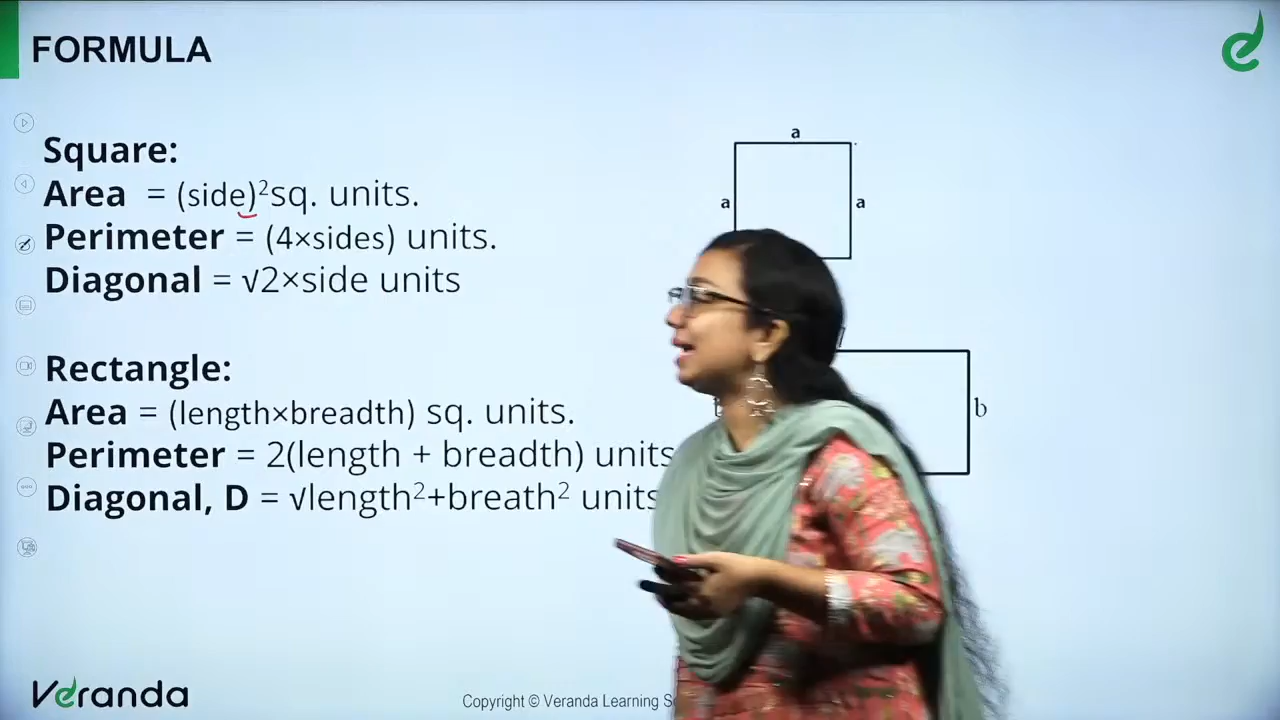 FORMULA
Square:
Area = (side)²sq. units.
Perimeter = (4×sides) units.
Diagonal = √2×side units
Rectangle:
Area = (length×breadth) sq. units.
Perimeter = 2(length + breadth) units
Diagonal, D = √length²+breath² units
a
a
a
l
b
Veranda
Copyright © Veranda Learning